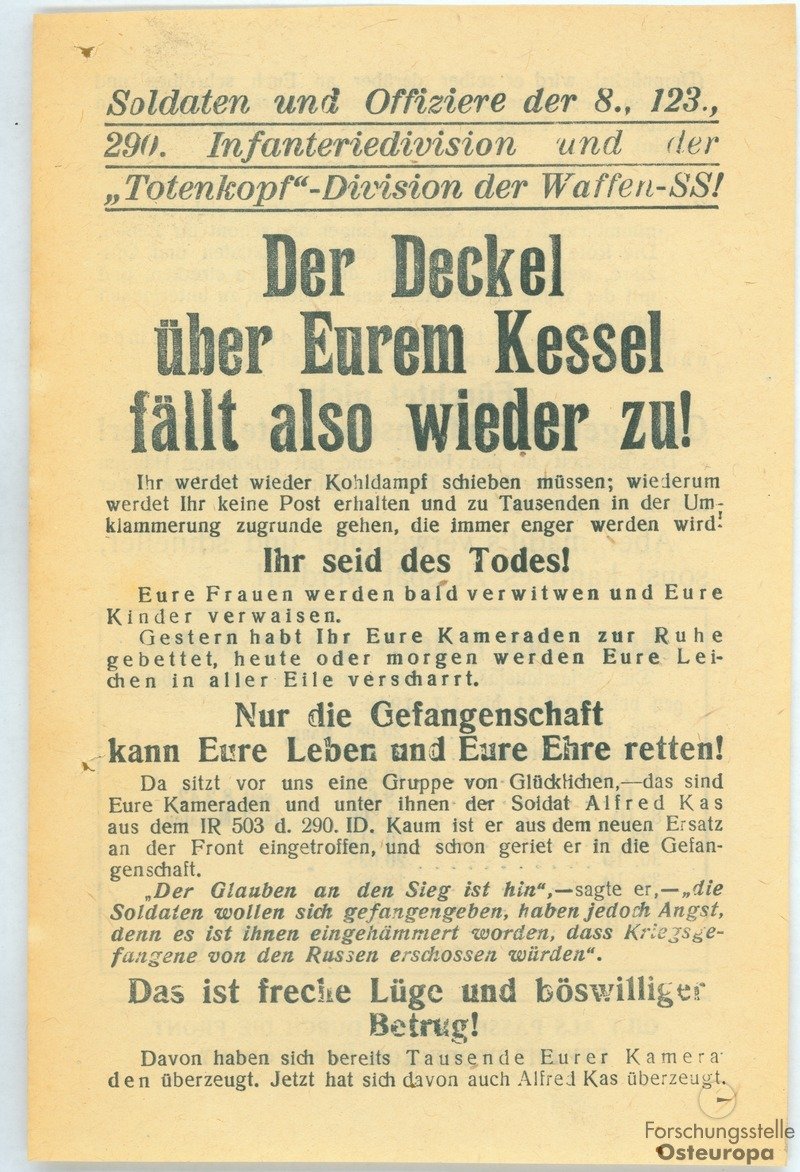 Soldaten und Offiziere der 8., 123.,
290. Infanteriedivision und der
„Totenkopf“-Division der Waffen-SS!
Der Deckel
über Eurem Kessel
fällt also wieder zu!
Ihr werdet wieder Kohldampf schieben müssen; wiederum
werdet Ihr keine Post erhalten und zu Tausenden in der Um-
klammerung zugrunde gehen, die immer enger werden wird!
Ihr seid des Todes!
Eure Frauen werden bald verwitwen und Eure
Kinder verwaisen.
Gestern habt Ihr Eure Kameraden zur Ruhe
gebettet, heute oder morgen werden Eure Lei-
chen in aller Eile verscharrt.
Nur die Gefangenschaft
kann Eure Leben und Eure Ehre retten!
Da sitzt vor uns eine Gruppe von Glücklichen,—das sind
Eure Kameraden und unter ihnen der Soldat Alfred Kas
aus dem IR 503 d. 290. ID. Kaum ist er aus dem neuen Ersatz
an der Front eingetroffen, und schon geriet er in die Gefan-
genschaft.
„Der Glauben an den Sieg ist hin“,—sagte er,—„die
Soldaten wollen sich gefangengeben, haben jedoch Angst,
denn es ist ihnen eingehämmert worden, dass Kriegsge-
fangene von den Russen erschossen würden“.
Das ist freche Lüge und böswilliger
Betrug!
Davon haben sich bereits Tausende Eurer Kamera-
den überzeugt. Jetzt hat sich davon auch Alfred Kas überzeugt.
Forschungsstelle
Osteuropa